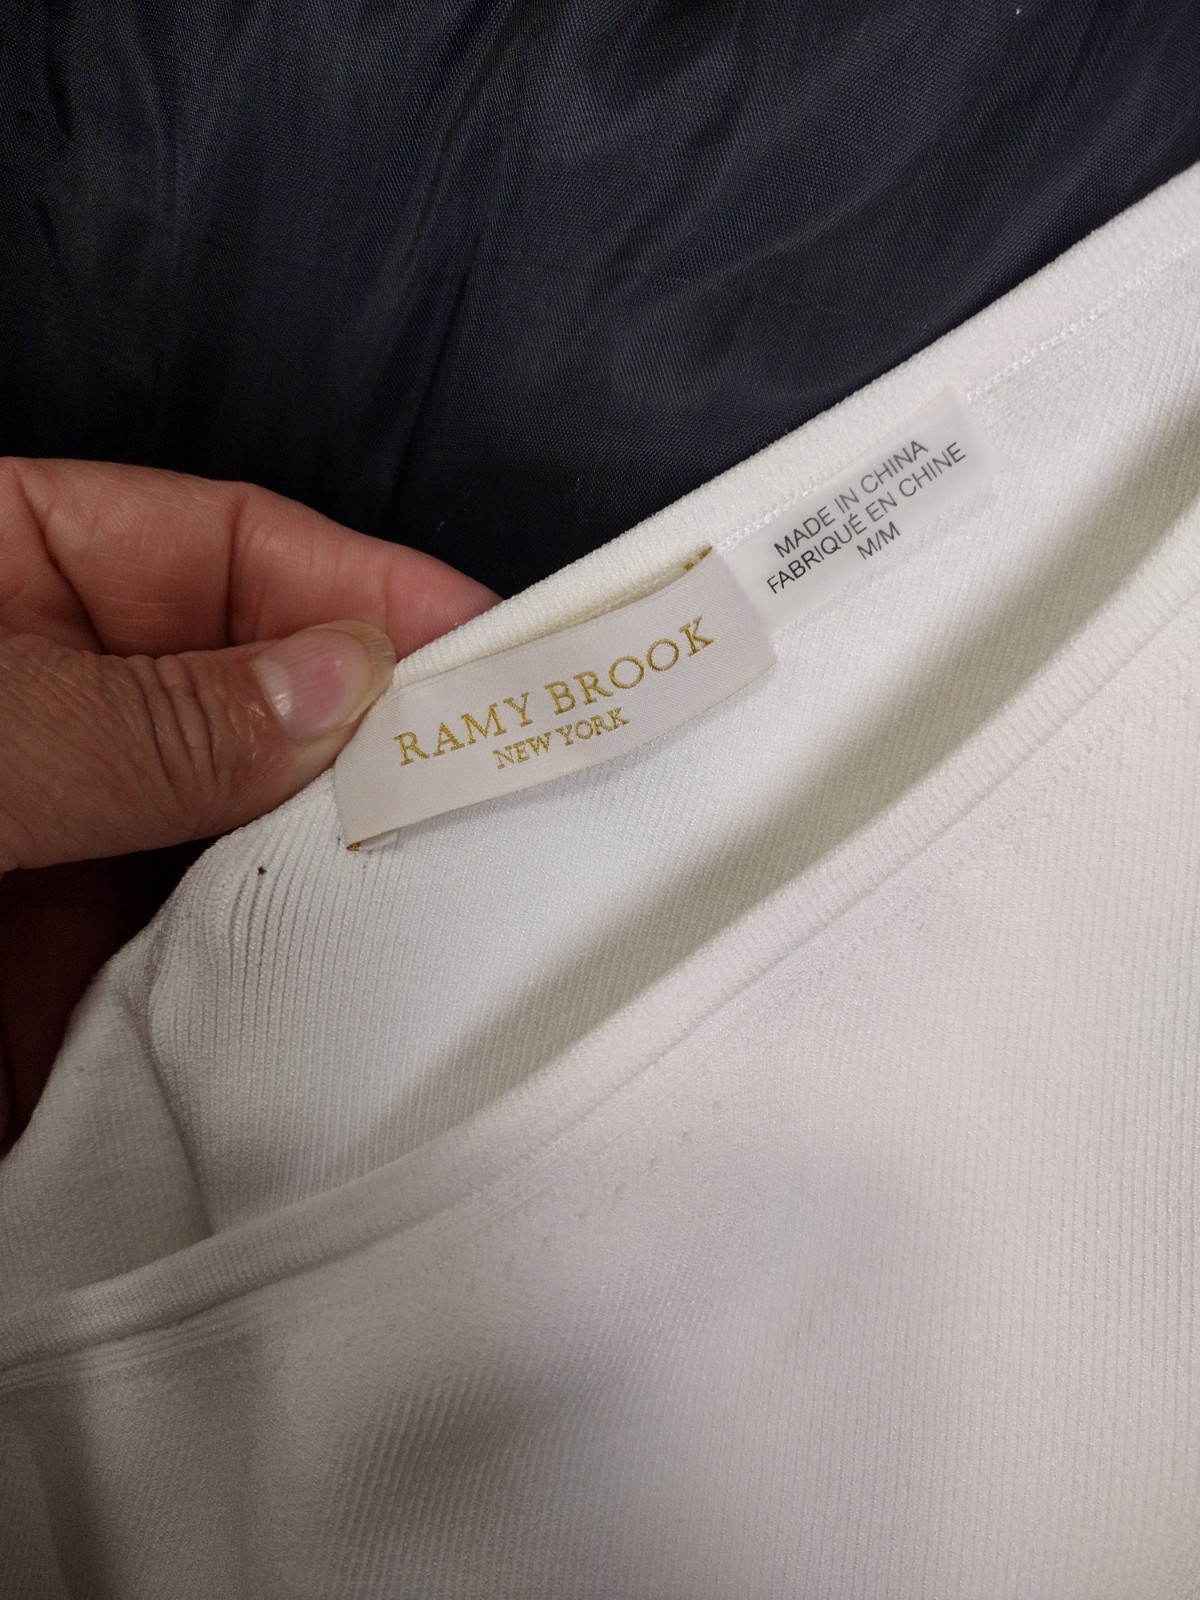 RAMY BROOK
NEW YORK
MADE IN CHINA
FABRIQUÉ EN CHINE
M/M